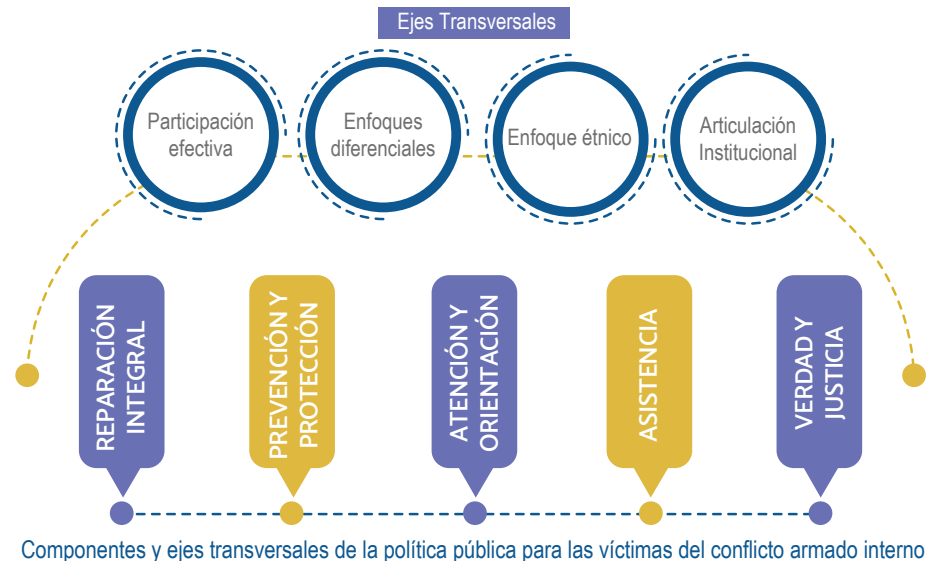 Ejes Transversales
Participación
efectiva
Enfoques
diferenciales
Enfoque étnico
Articulación
Institucional
REPARACIÓN
INTEGRAL
PREVENCIÓN Y
PROTECCIÓN
ATENCIÓN Y
ORIENTACIÓN
ASISTENCIA
VERDAD Y
JUSTICIA
Componentes y ejes transversales de la política pública para las víctimas del conflicto armado interno